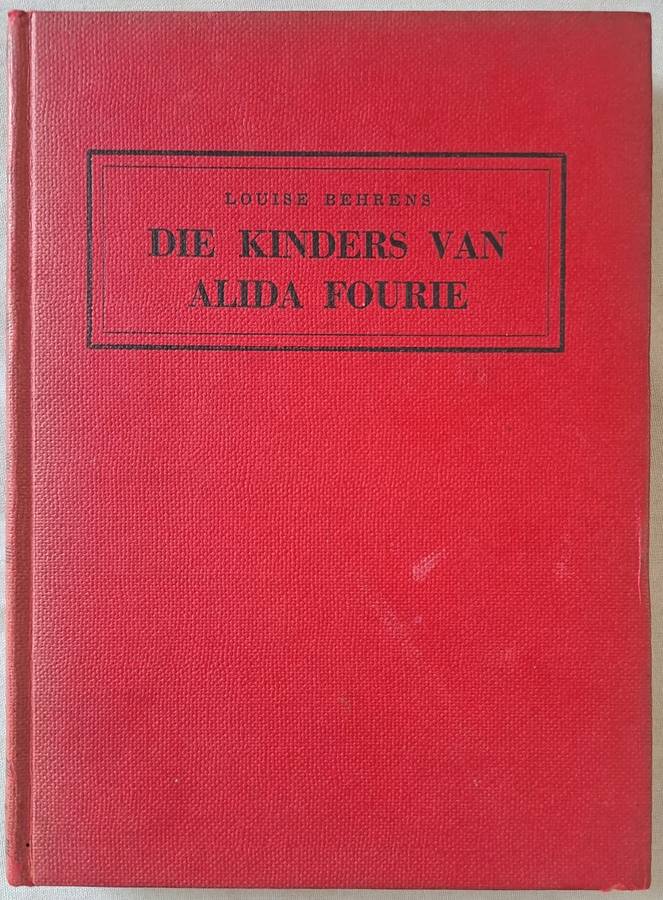 LOUISE BEHRENS
DIE KINDERS VAN
ALIDA FOURIE